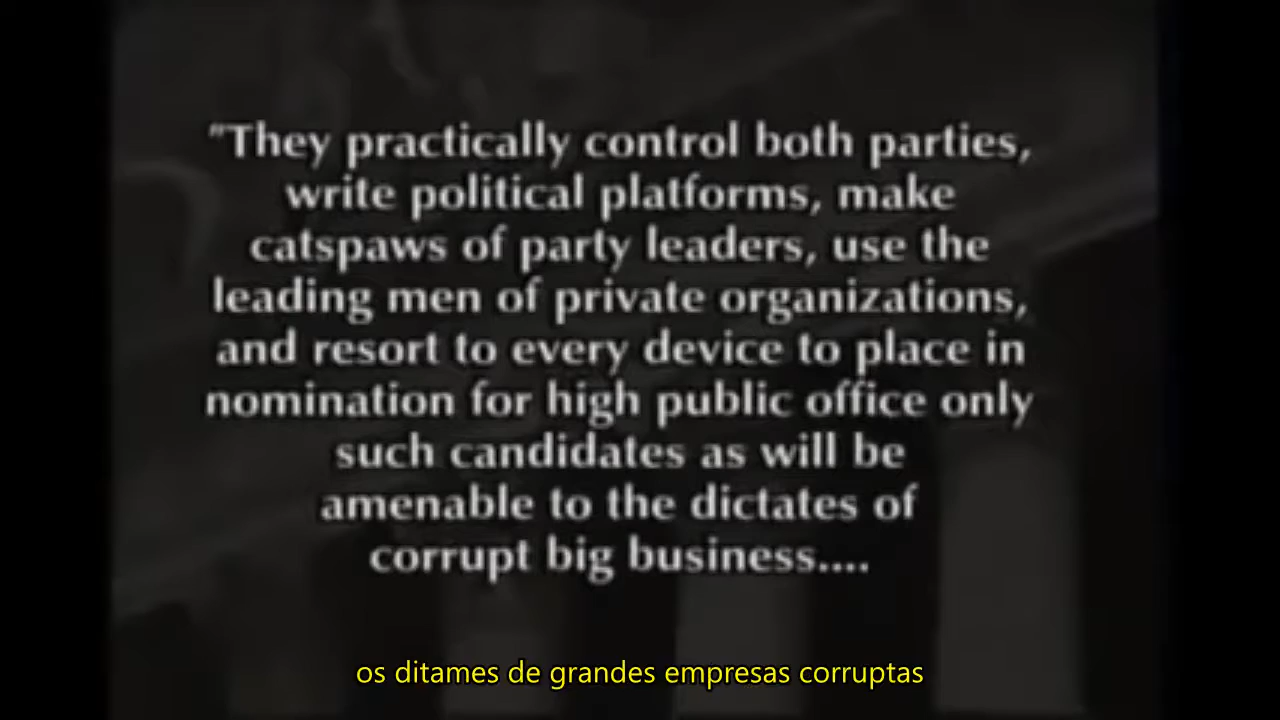 "They practically control both parties,
write political platforms, make
catspaws of party leaders, use the
leading men of private organizations,
and resort to every device to place in
nomination for high public office only
such candidates as will be
amenable to the dictates of
corrupt big business....
os ditames de grandes empresas corruptas